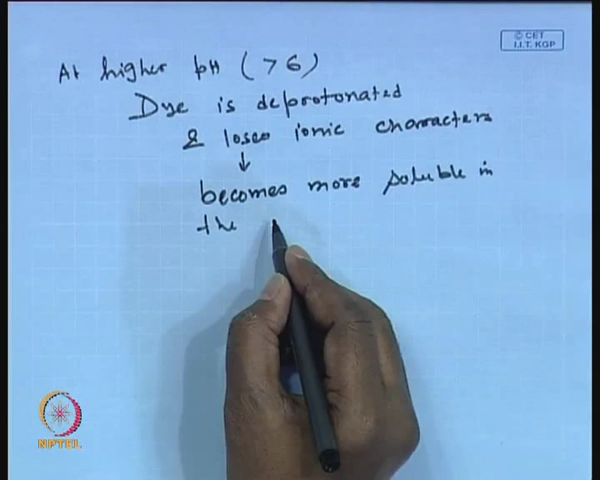 © CET
I.I.T. KGP
At higher pH (>6)
Dye is deprotonated
& loses ionic characters
↓
becomes more soluble in
the
NPTEL